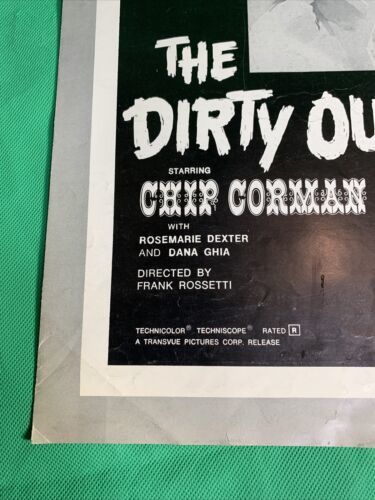 THE
DIRTY OU
STARRING
CHIP CORMAN
WITH
ROSEMARIE DEXTER
AND DANA GHIA
DIRECTED BY
FRANK ROSSETTI
TECHNICOLOR® TECHNISCOPE® RATED R
A TRANSVUE PICTURES CORP. RELEASE